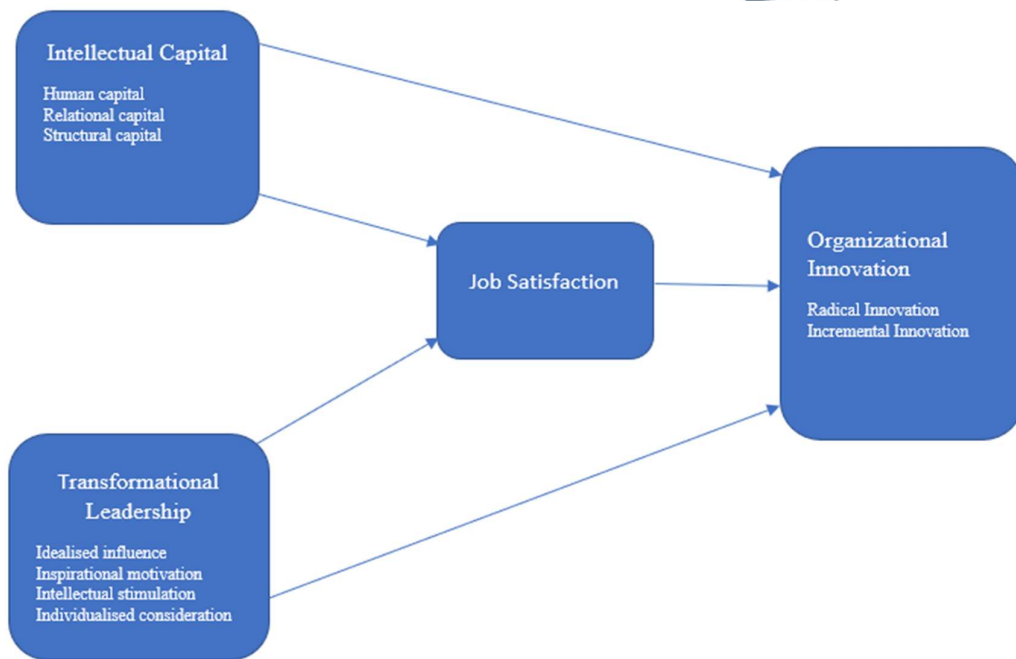 Intellectual Capital
Human capital
Relational capital
Structural capital
Job Satisfaction
Organizational
Innovation
Radical Innovation
Incremental Innovation
Transformational
Leadership
Idealised influence
Inspirational motivation
Intellectual stimulation
Individualised consideration